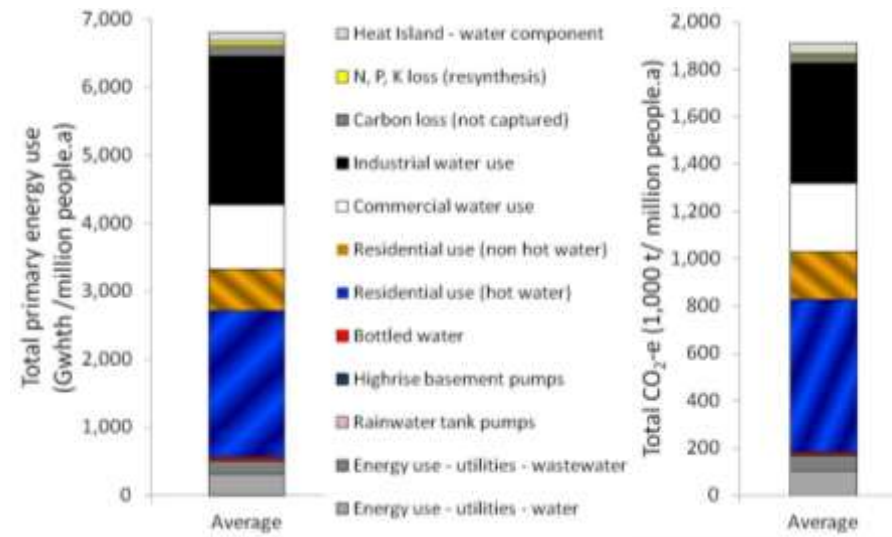 Total primary energy use
(Gwhth /million people.a)
7,000
6,000
5,000
4,000
3,000
2,000
1,000
0
Average
Heat Island - water component
N, P, K loss (resynthesis)
Carbon loss (not captured)
Industrial water use
Commercial water use
Residential use (non hot water)
Residential use (hot water)
Bottled water
Highrise basement pumps
Rainwater tank pumps
Energy use - utilities - wastewater
Energy use - utilities - water
Total CO₂-e (1,000 t/ million people.a)
2,000
1,800
1,600
1,400
1,200
1,000
800
600
400
200
0
Average